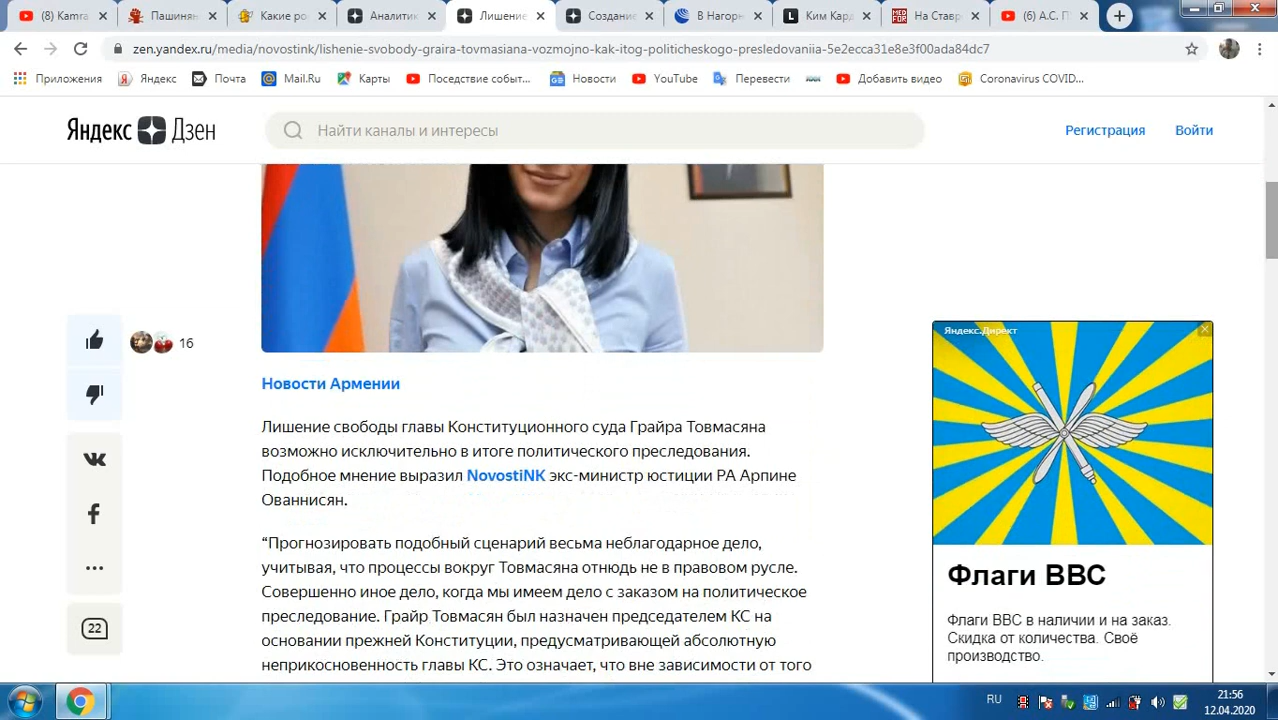 (8) Kamra
Пашинян
Какие ро
Аналитик
Лишение
Создание
В Нагорн
Ким Кард
На Ставр
(6) А.С. П
zen.yandex.ru/media/novostink/lishenie-svobody-graira-tovmasiana-vozmojno-kak-itog-politicheskogo-presledovaniia-5e2ecca31e8e3f00ada84dc7
Приложения
Яндекс
Почта
Mail.Ru
Карты
Поседствие событ...
Новости
YouTube
Перевести
Добавить видео
Coronavirus COVID...
Яндекс Дзен
Найти каналы и интересы
Регистрация
Войти
16
Новости Армении
Лишение свободы главы Конституционного суда Грайра Товмасяна
возможно исключительно в итоге политического преследования.
Подобное мнение выразил NovostiNK экс-министр юстиции РА Арпине
Ованнисян.
“Прогнозировать подобный сценарий весьма неблагодарное дело,
учитывая, что процессы вокруг Товмасяна отнюдь не в правовом русле.
Совершенно иное дело, когда мы имеем дело с заказом на политическое
преследование. Грайр Товмасян был назначен председателем КС на
основании прежней Конституции, предусматривающей абсолютную
неприкосновенность главы КС. Это означает, что вне зависимости от того
22
Яндекс.Директ
Флаги ВВС
Флаги ВВС в наличии и на заказ.
Скидка от количества. Своё
производство.
RU
21:56
12.04.2020